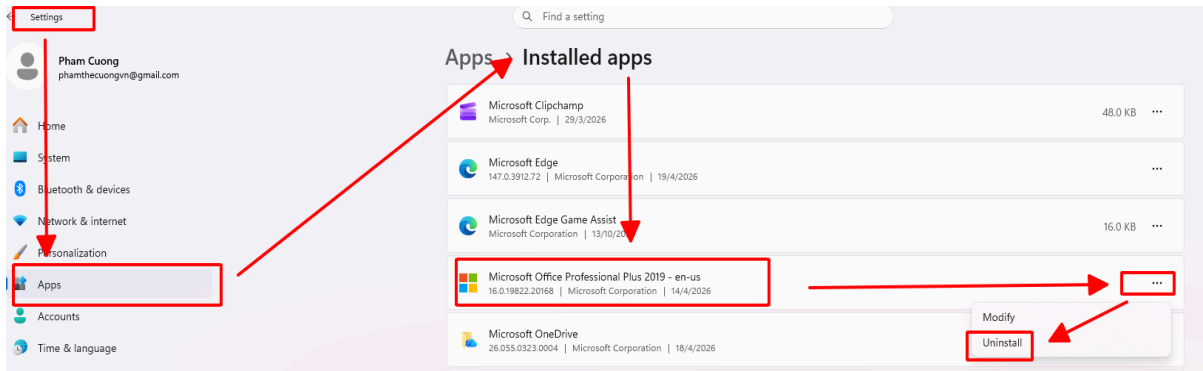 Settings
Find a setting
Pham Cuong
phamthecuongvn@gmail.com
Home
System
Bluetooth & devices
Network & internet
Personalization
Apps
Accounts
Time & language
Apps › Installed apps
Microsoft Clipchamp
Microsoft Corp. | 29/3/2026
48.0 KB
Microsoft Edge
147.0.3912.72 | Microsoft Corporation | 19/4/2026
Microsoft Edge Game Assist
Microsoft Corporation | 13/10/20
16.0 KB
Microsoft Office Professional Plus 2019 - en-us
16.0.19822.20168 | Microsoft Corporation | 14/4/2026
Modify
Uninstall
Microsoft OneDrive
26.055.0323.0004 | Microsoft Corporation | 18/4/2026